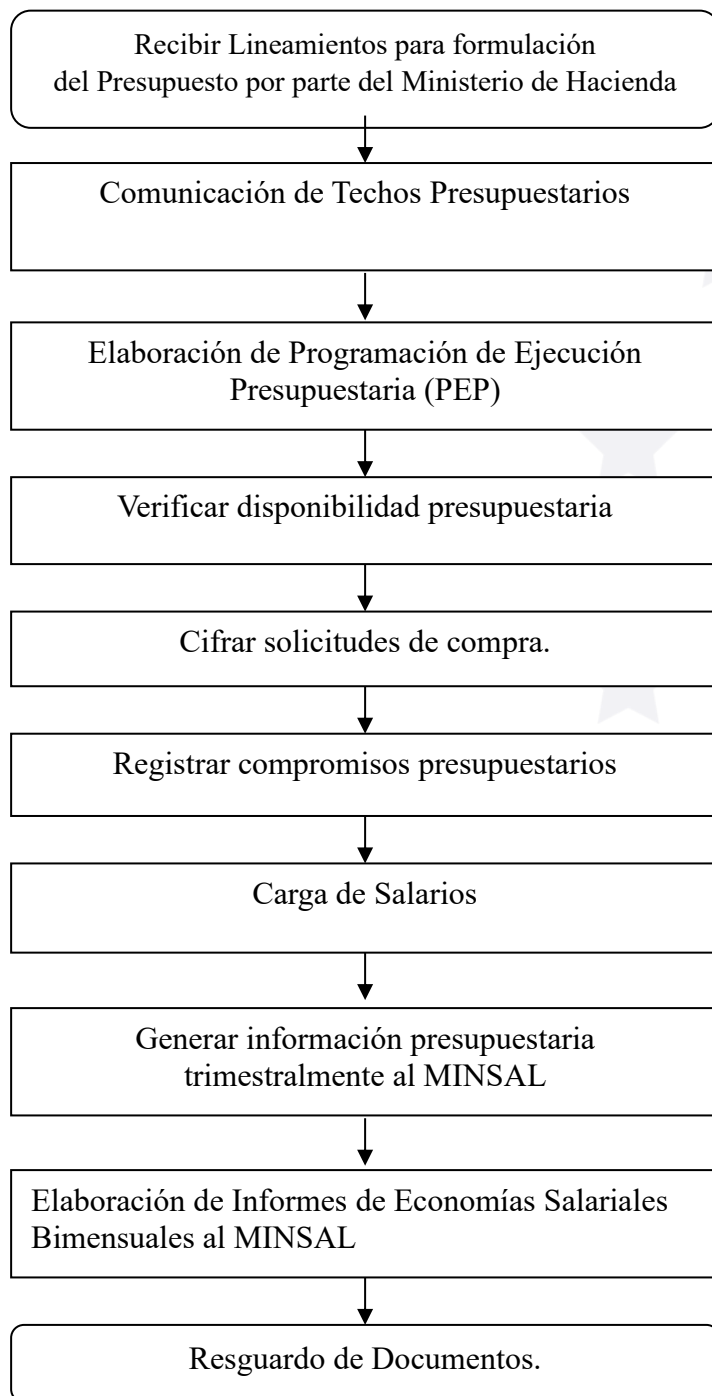 Recibir Lineamientos para formulación
del Presupuesto por parte del Ministerio de Hacienda
Comunicación de Techos Presupuestarios
Elaboración de Programación de Ejecución
Presupuestaria (PEP)
Verificar disponibilidad presupuestaria
Cifrar solicitudes de compra.
Registrar compromisos presupuestarios
Carga de Salarios
Generar información presupuestaria
trimestralmente al MINSAL
Elaboración de Informes de Economías Salariales
Bimensuales al MINSAL
Resguardo de Documentos.